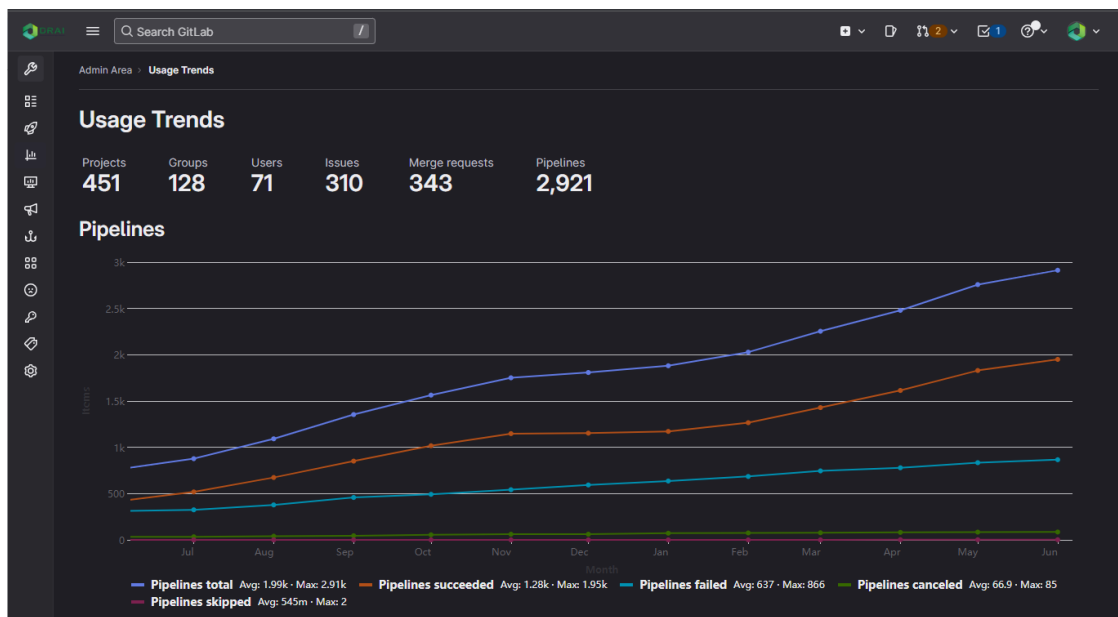 DRAI Search GitLab / 2 1
Admin Area › Usage Trends
Usage Trends
Projects Groups Users Issues Merge requests Pipelines
451 128 71 310 343 2,921
Pipelines
3k
2.5k
2k
1.5k
1k
500
0
Items
Jul Aug Sep Oct Nov Dec Jan Feb Mar Apr May Jun
Month
Pipelines total Avg: 1.99k · Max: 2.91k Pipelines succeeded Avg: 1.28k · Max: 1.95k Pipelines failed Avg: 637 · Max: 866 Pipelines canceled Avg: 66.9 · Max: 85
Pipelines skipped Avg: 545m · Max: 2